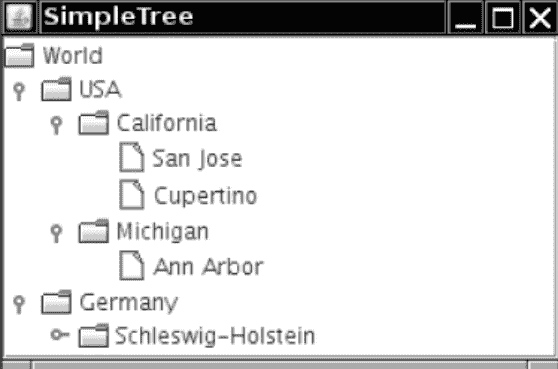 SimpleTree
World
USA
California
San Jose
Cupertino
Michigan
Ann Arbor
Germany
Schleswig-Holstein